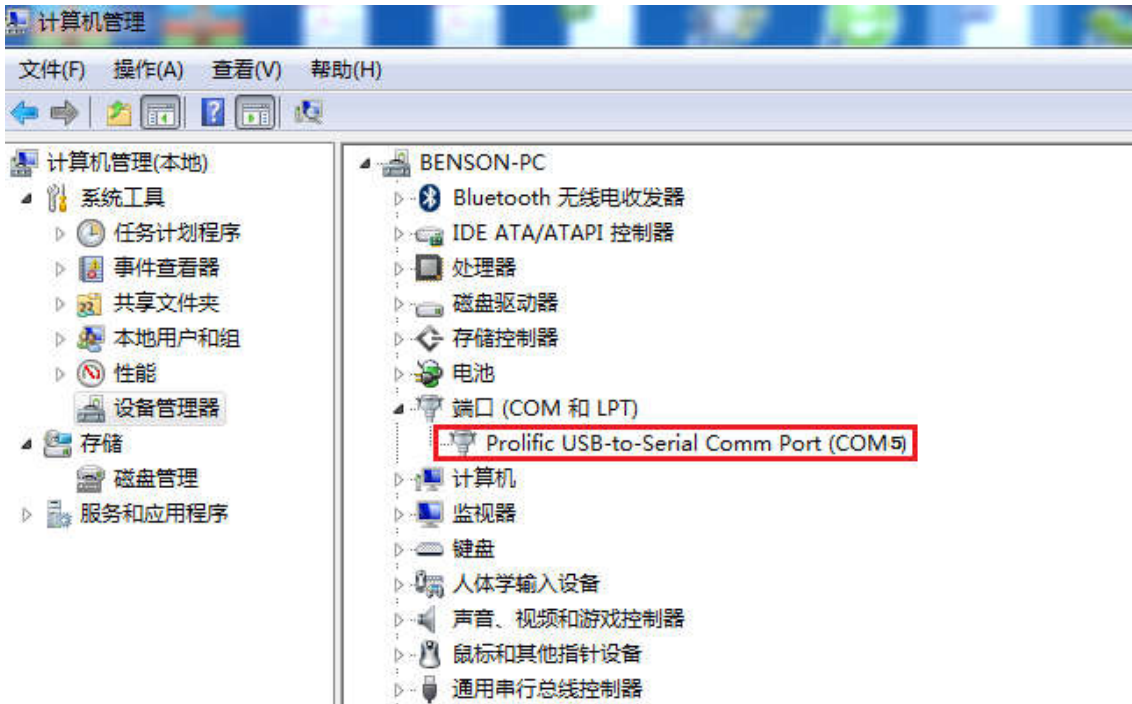 计算机管理
文件(F) 操作(A) 查看(V) 帮助(H)
计算机管理(本地)
系统工具
任务计划程序
事件查看器
共享文件夹
本地用户和组
性能
设备管理器
存储
磁盘管理
服务和应用程序
BENSON-PC
Bluetooth 无线电收发器
IDE ATA/ATAPI 控制器
处理器
磁盘驱动器
存储控制器
电池
端口 (COM 和 LPT)
Prolific USB-to-Serial Comm Port (COM5)
计算机
监视器
键盘
人体学输入设备
声音、视频和游戏控制器
鼠标和其他指针设备
通用串行总线控制器